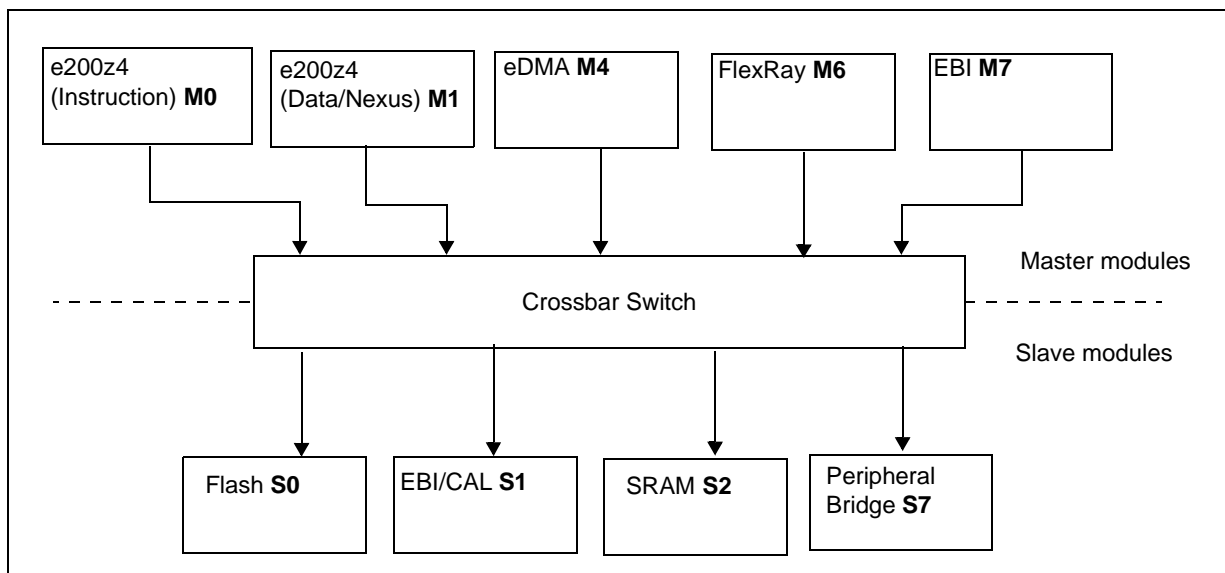 e200z4
(Instruction) M0
e200z4
(Data/Nexus) M1
eDMA M4
FlexRay M6
EBI M7
Master modules
Crossbar Switch
Slave modules
Flash S0
EBI/CAL S1
SRAM S2
Peripheral
Bridge S7